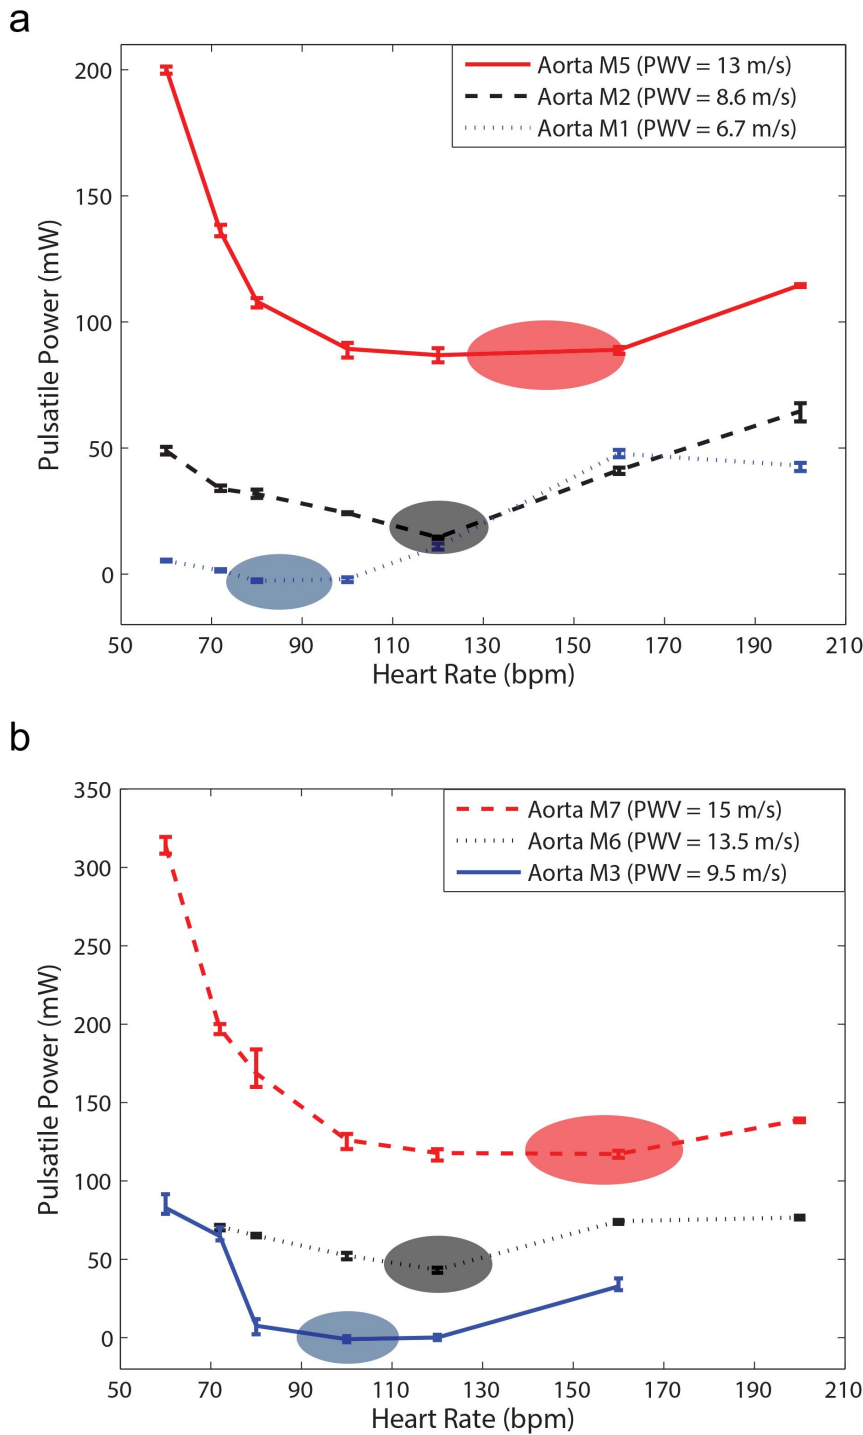 a
200
150
100
50
0
Pulsatile Power (mW)
Aorta M5 (PWV = 13 m/s)
Aorta M2 (PWV = 8.6 m/s)
Aorta M1 (PWV = 6.7 m/s)
50 70 90 110 130 150 170 190 210
Heart Rate (bpm)
b
350
300
250
200
150
100
50
0
Pulsatile Power (mW)
Aorta M7 (PWV = 15 m/s)
Aorta M6 (PWV = 13.5 m/s)
Aorta M3 (PWV = 9.5 m/s)
50 70 90 110 130 150 170 190 210
Heart Rate (bpm)